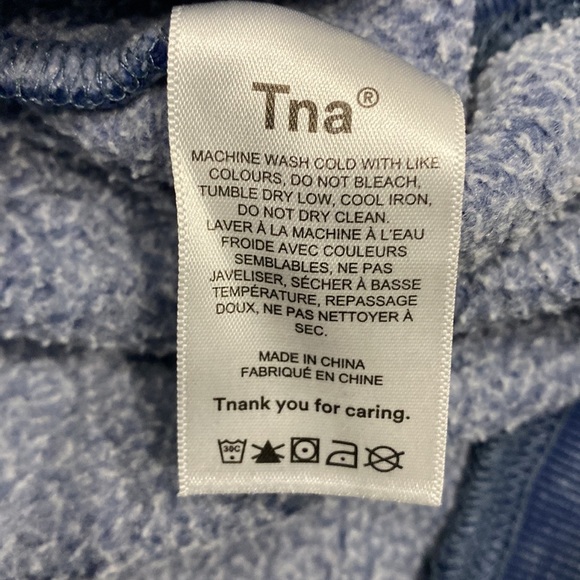 Tna®
MACHINE WASH COLD WITH LIKE
COLOURS, DO NOT BLEACH,
TUMBLE DRY LOW, COOL IRON,
DO NOT DRY CLEAN.
LAVER À LA MACHINE À L'EAU
FROIDE AVEC COULEURS
SEMBLABLES, NE PAS
JAVELISER, SÉCHER À BASSE
TEMPÉRATURE, REPASSAGE
DOUX, NE PAS NETTOYER À
SEC.
MADE IN CHINA
FABRIQUÉ EN CHINE
Tnank you for caring.
30C